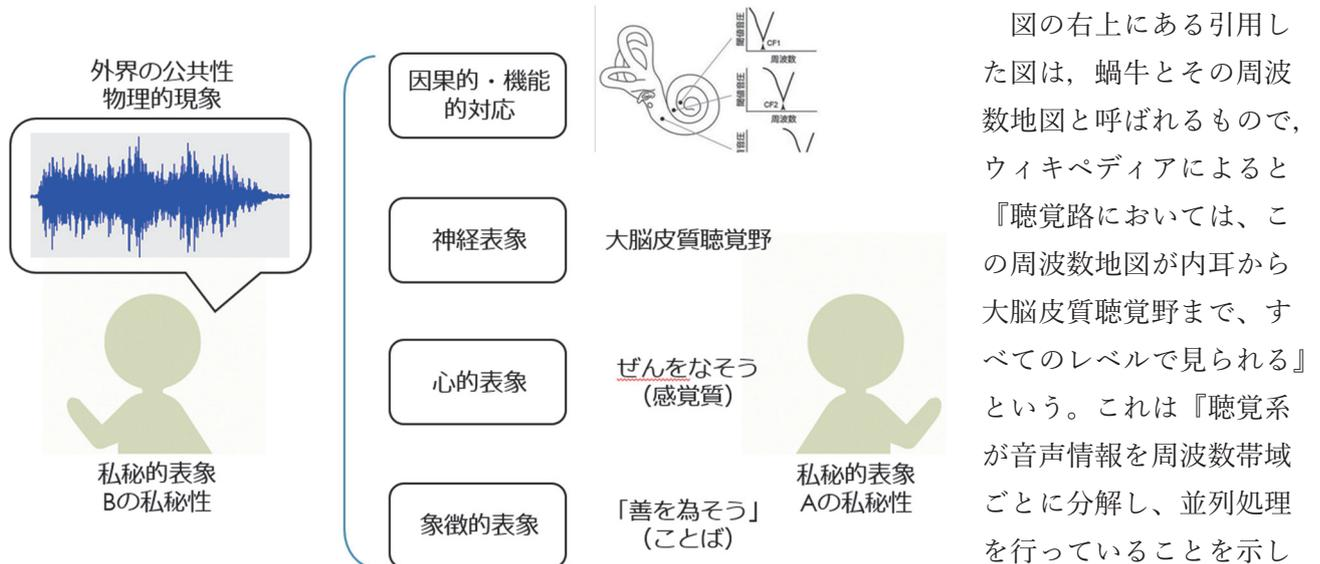 外界の公共性
物理的現象
私秘的表象
Bの私秘性
因果的・機能
的対応
神経表象
心的表象
象徴的表象
閾値音圧
CF1
周波数
閾値音圧
CF2
周波数
大脳皮質聴覚野
ぜんをなそう
(感覚質)
「善を為そう」
(ことば)
私秘的表象
Aの私秘性
図の右上にある引用し
た図は，蝸牛とその周波
数地図と呼ばれるもので，
ウィキペディアによると
『聴覚路においては、こ
の周波数地図が内耳から
大脳皮質聴覚野まで、す
べてのレベルで見られる』
という。これは『聴覚系
が音声情報を周波数帯域
ごとに分解し、並列処理
を行っていることを示し